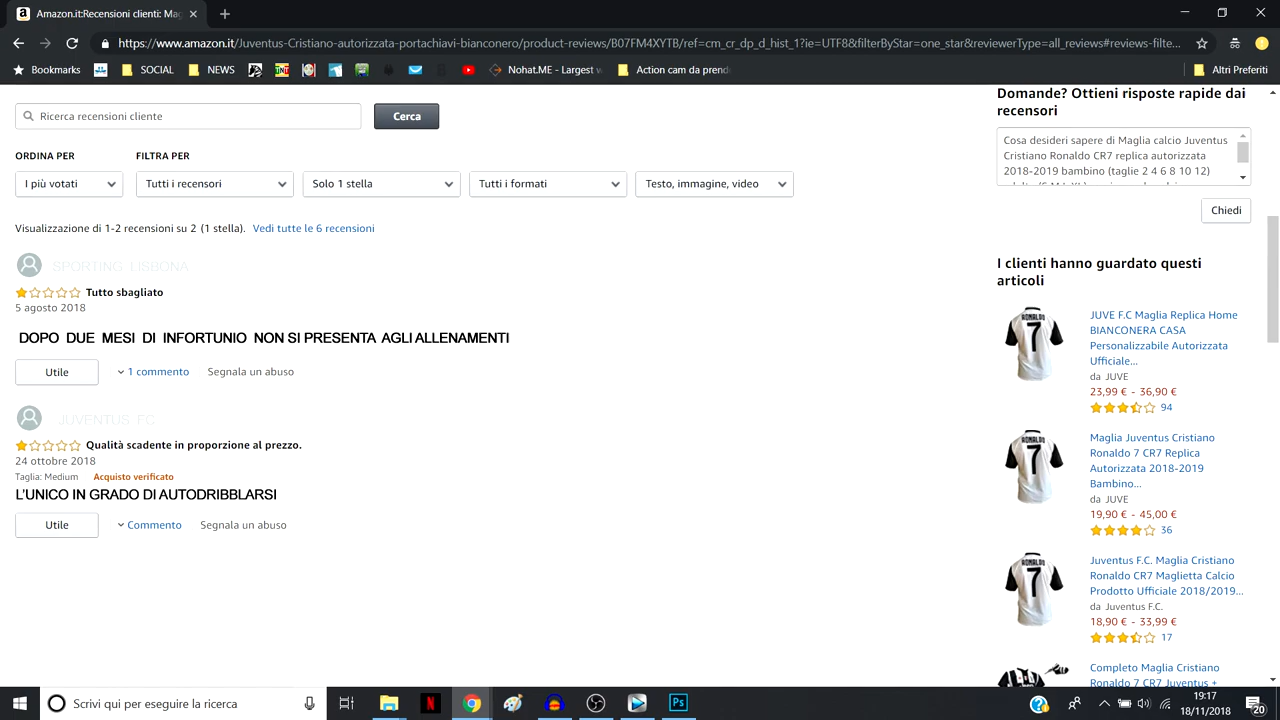 Amazon.it:Recensioni clienti: Mag
https://www.amazon.it/Juventus-Cristiano-autorizzata-portachiavi-bianconero/product-reviews/B07FM4XYTB/ref=cm_cr_dp_d_hist_1?ie=UTF8&filterByStar=one_star&reviewerType=all_reviews#reviews-filte...
Bookmarks
SOCIAL
NEWS
Nohat.ME - Largest
Action cam da prend
Altri Preferiti
Ricerca recensioni cliente
Cerca
ORDINA PER
FILTRA PER
I più votati
Tutti i recensori
Solo 1 stella
Tutti i formati
Testo, immagine, video
Visualizzazione di 1-2 recensioni su 2 (1 stella). Vedi tutte le 6 recensioni
SPORTING LISBONA
Tutto sbagliato
5 agosto 2018
DOPO DUE MESI DI INFORTUNIO NON SI PRESENTA AGLI ALLENAMENTI
Utile
1 commento
Segnala un abuso
JUVENTUS FC
Qualità scadente in proporzione al prezzo.
24 ottobre 2018
Taglia: Medium Acquisto verificato
L'UNICO IN GRADO DI AUTODRIBBLARSI
Utile
Commento
Segnala un abuso
Domande? Ottieni risposte rapide dai
recensori
Cosa desideri sapere di Maglia calcio Juventus
Cristiano Ronaldo CR7 replica autorizzata
2018-2019 bambino (taglie 2 4 6 8 10 12)
Chiedi
I clienti hanno guardato questi
articoli
RONALDO
7
JUVE F.C Maglia Replica Home
BIANCONERA CASA
Personalizzabile Autorizzata
Ufficiale...
da JUVE
23,99 € - 36,90 €
94
RONALDO
7
Maglia Juventus Cristiano
Ronaldo 7 CR7 Replica
Autorizzata 2018-2019
Bambino...
da JUVE
19,90 € - 45,00 €
36
RONALDO
7
Juventus F.C. Maglia Cristiano
Ronaldo CR7 Maglietta Calcio
Prodotto Ufficiale 2018/2019...
da Juventus F.C.
18,90 € - 33,99 €
17
Completo Maglia Cristiano
Ronaldo 7 CR7 Juventus +
Scrivi qui per eseguire la ricerca
Ps
19:17
18/11/2018
20